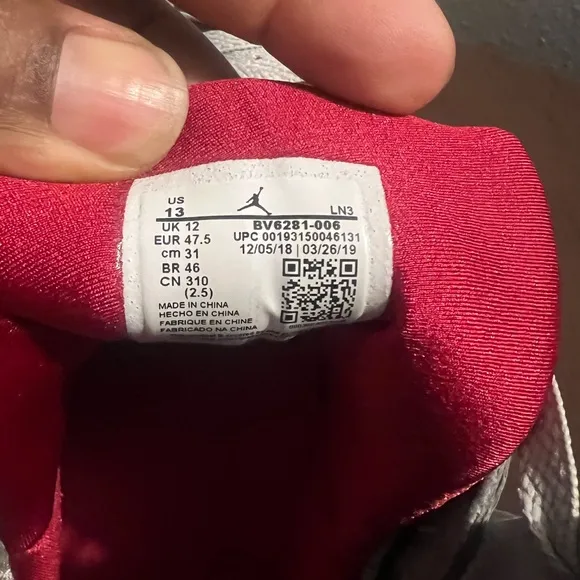 US
13
LN3
UK 12
BV6281-006
EUR 47.5
UPC 00193150046131
cm 31
12/05/18 | 03/26/19
BR 46
CN 310
(2.5)
MADE IN CHINA
HECHO EN CHINA
FABRIQUE EN CHINE
FABRICADO NA CHINA